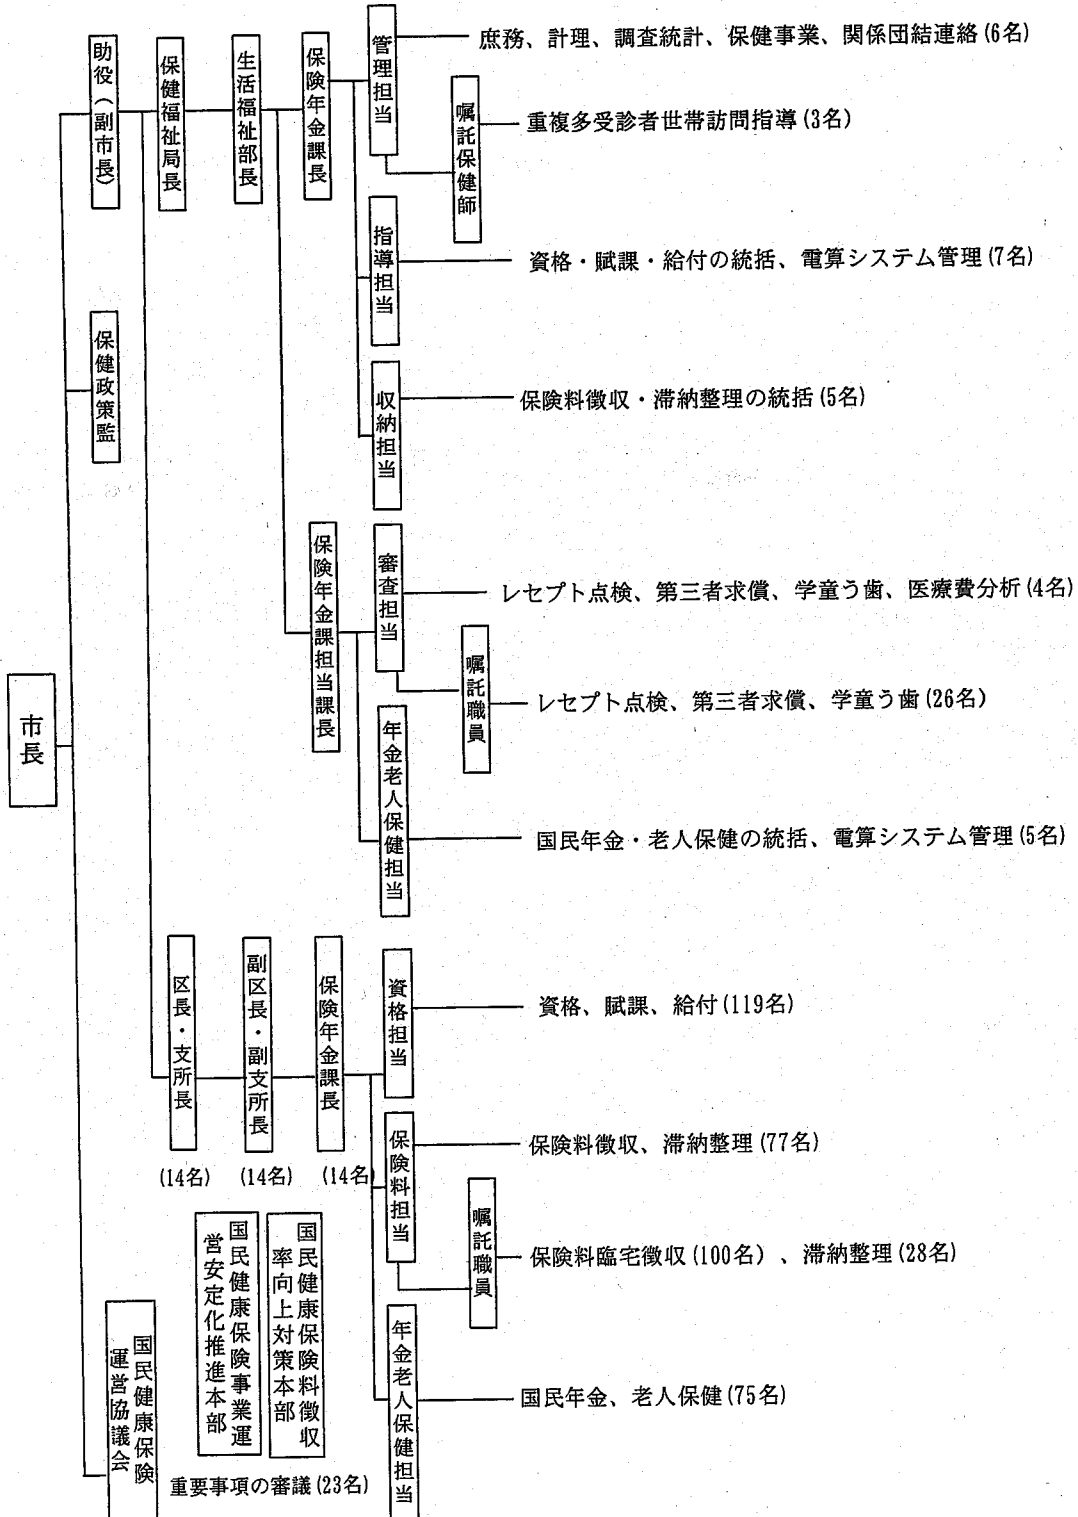 市長
助役（副市長）
保健政策監
国民健康保険
運営協議会
重要事項の審議(23名)
保健福祉局長
生活福祉部長
保険年金課長
管理担当
庶務、計理、調査統計、保健事業、関係団結連絡(6名)
嘱託保健師
重複多受診者世帯訪問指導(3名)
指導担当
資格・賦課・給付の統括、電算システム管理(7名)
収納担当
保険料徴収・滞納整理の統括(5名)
保険年金課担当課長
審査担当
レセプト点検、第三者求償、学童う歯、医療費分析(4名)
嘱託職員
レセプト点検、第三者求償、学童う歯(26名)
年金老人保健担当
国民年金・老人保健の統括、電算システム管理(5名)
区長・支所長
(14名)
副区長・副支所長
(14名)
保険年金課長
(14名)
資格担当
資格、賦課、給付(119名)
保険料担当
保険料徴収、滞納整理(77名)
嘱託職員
保険料臨宅徴収(100名)、滞納整理(28名)
年金老人保健担当
国民年金、老人保健(75名)
国民健康保険料徴収
率向上対策本部
国民健康保険事業運
営安定化推進本部